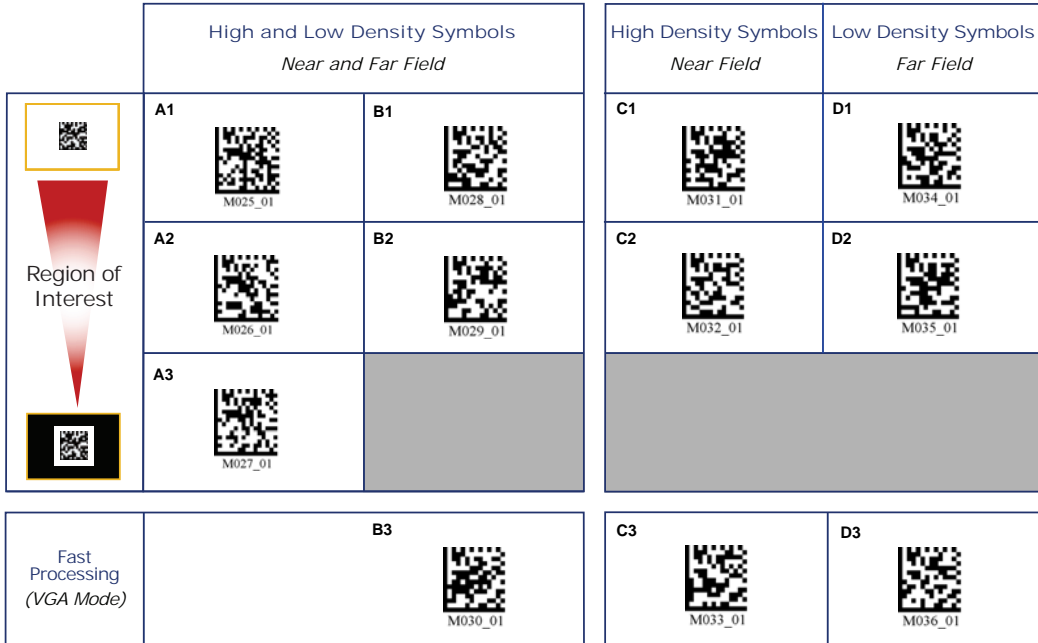 High and Low Density Symbols
Near and Far Field
High Density Symbols
Near Field
Low Density Symbols
Far Field
Region of
Interest
A1
M025_01
B1
M028_01
C1
M031_01
D1
M034_01
A2
M026_01
B2
M029_01
C2
M032_01
D2
M035_01
A3
M027_01
Fast
Processing
(VGA Mode)
B3
M030_01
C3
M033_01
D3
M036_01